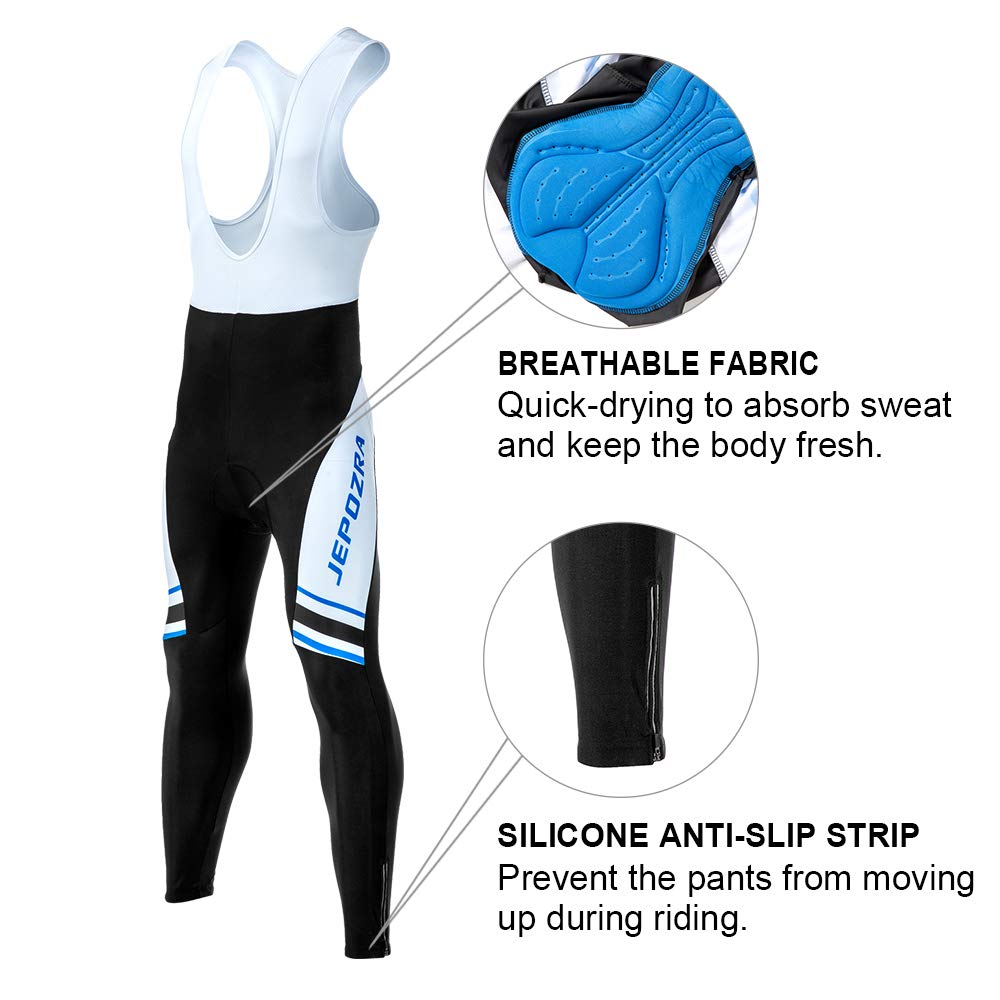 BREATHABLE FABRIC
Quick-drying to absorb sweat
and keep the body fresh.
JEPOZRA
SILICONE ANTI-SLIP STRIP
Prevent the pants from moving
up during riding.